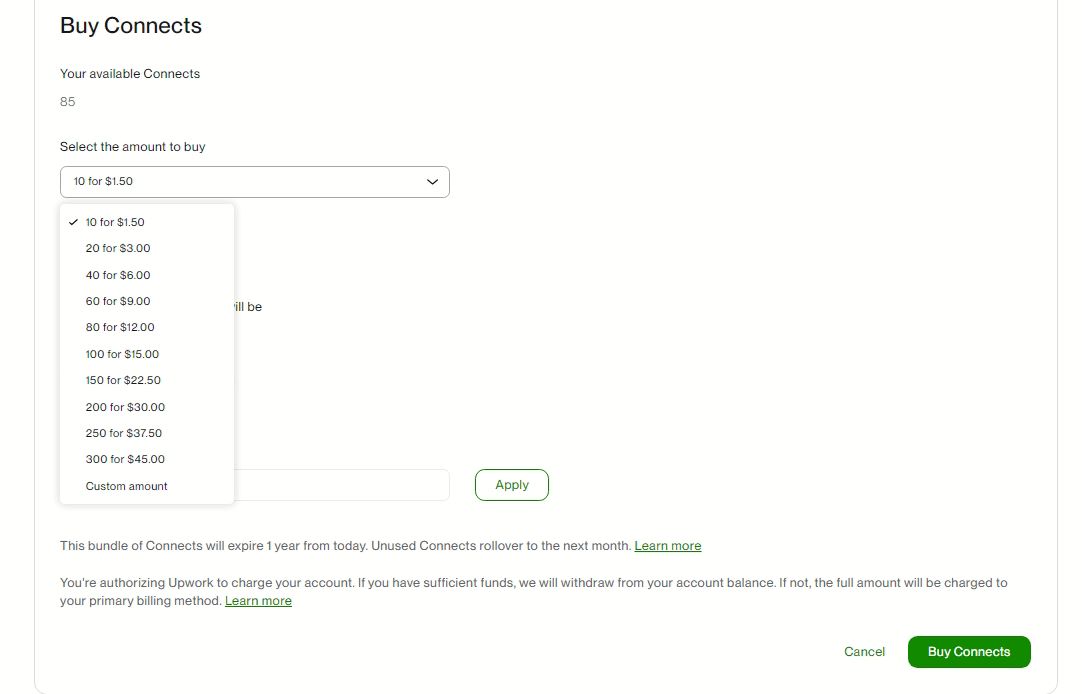 Buy Connects
Your available Connects
85
Select the amount to buy
10 for $1.50
10 for $1.50
20 for $3.00
40 for $6.00
60 for $9.00
will be
80 for $12.00
100 for $15.00
150 for $22.50
200 for $30.00
250 for $37.50
300 for $45.00
Custom amount
Apply
This bundle of Connects will expire 1 year from today. Unused Connects rollover to the next month. Learn more
You're authorizing Upwork to charge your account. If you have sufficient funds, we will withdraw from your account balance. If not, the full amount will be charged to
your primary billing method. Learn more
Cancel
Buy Connects